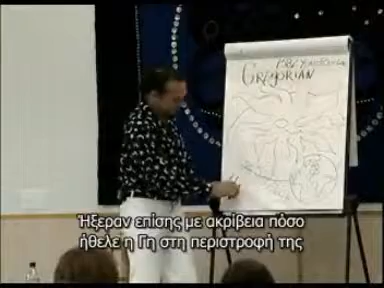 GREGORIAN
Ήξεραν επίσης με ακρίβεια πόσο
ήθελε η Γη στη περιστροφή της